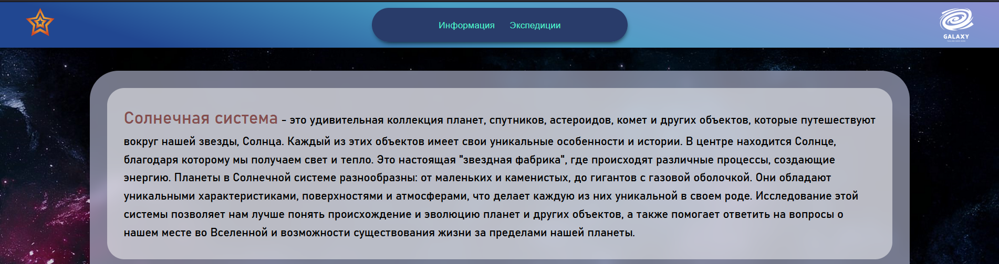 Информация Экспедиции
GALAXY
Солнечная система - это удивительная коллекция планет, спутников, астероидов, комет и других объектов, которые путешествуют
вокруг нашей звезды, Солнца. Каждый из этих объектов имеет свои уникальные особенности и истории. В центре находится Солнце,
благодаря которому мы получаем свет и тепло. Это настоящая "звездная фабрика", где происходят различные процессы, создающие
энергию. Планеты в Солнечной системе разнообразны: от маленьких и каменистых, до гигантов с газовой оболочкой. Они обладают
уникальными характеристиками, поверхностями и атмосферами, что делает каждую из них уникальной в своем роде. Исследование этой
системы позволяет нам лучше понять происхождение и эволюцию планет и других объектов, а также помогает ответить на вопросы о
нашем месте во Вселенной и возможности существования жизни за пределами нашей планеты.